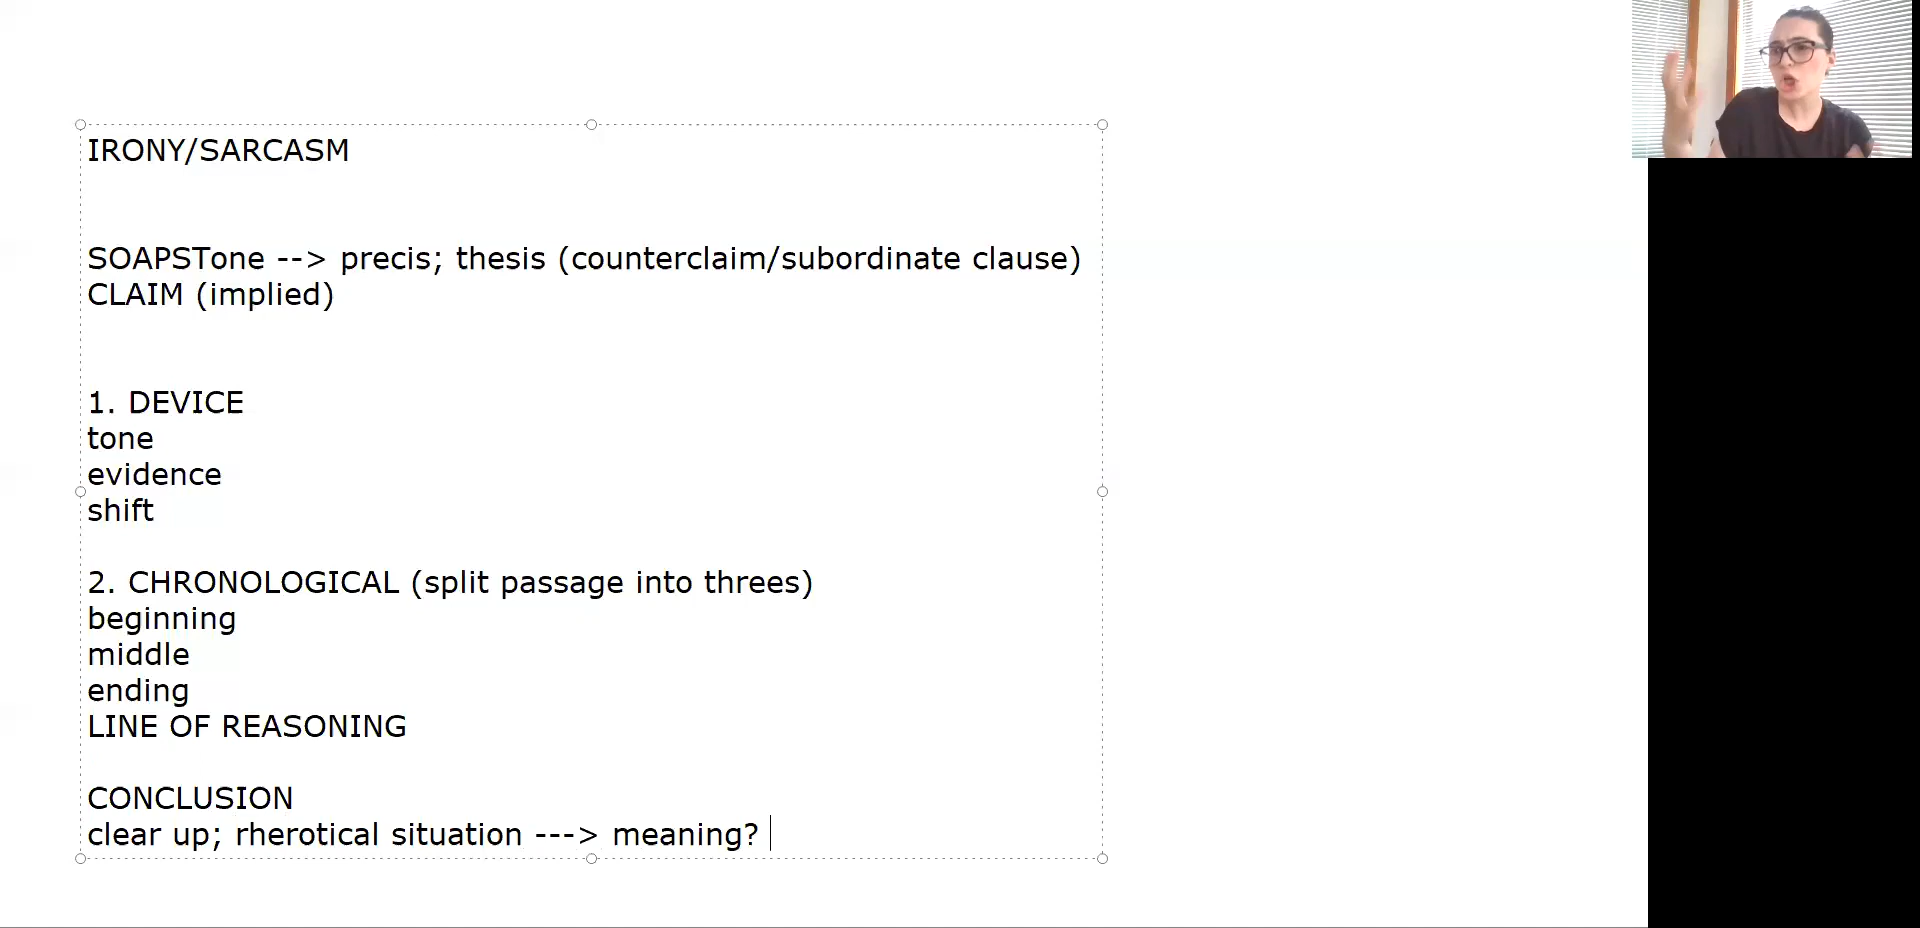 IRONY/SARCASM
SOAPSTone --> precis; thesis (counterclaim/subordinate clause)
CLAIM (implied)
1. DEVICE
tone
evidence
shift
2. CHRONOLOGICAL (split passage into threes)
beginning
middle
ending
LINE OF REASONING
CONCLUSION
clear up; rherotical situation ---> meaning?